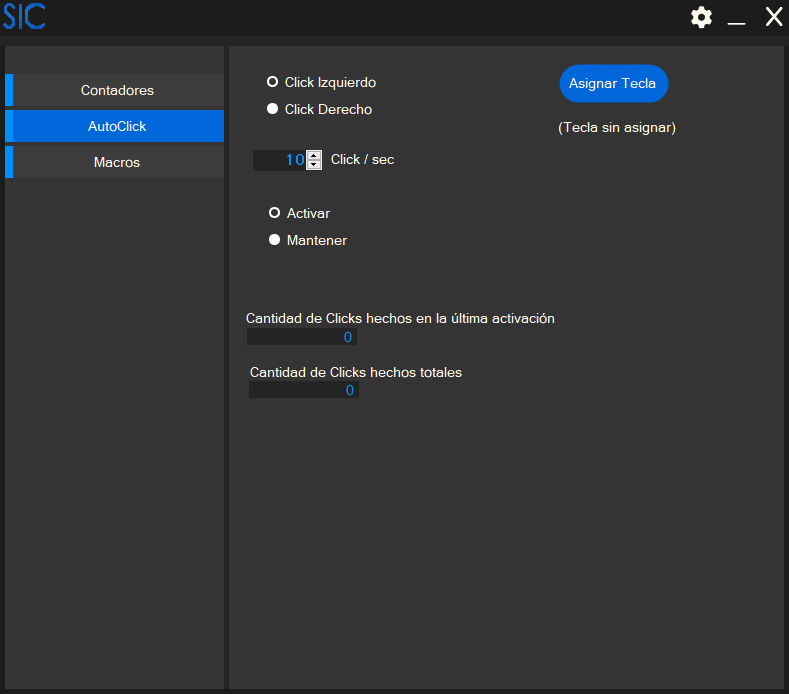 SIC
Contadores
AutoClick
Macros
Click Izquierdo
Click Derecho
Asignar Tecla
(Tecla sin asignar)
10 Click / sec
Activar
Mantener
Cantidad de Clicks hechos en la última activación
0
Cantidad de Clicks hechos totales
0